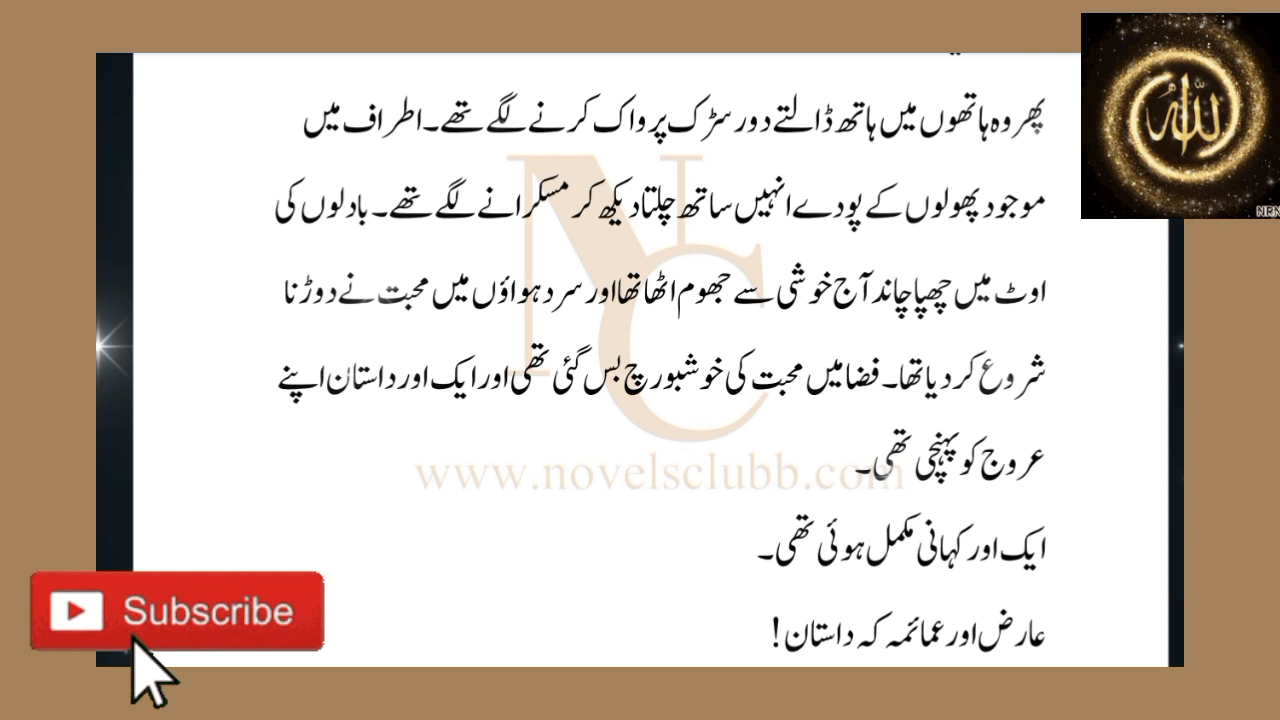 پھر وہ ہاتھوں میں ہاتھ ڈالتے دور سڑک پر واک کرنے لگے تھے۔ اطراف میں
موجود پھولوں کے پودے انہیں ساتھ چلتا دیکھ کر مسکرانے لگے تھے۔ بادلوں کی
اوٹ میں چھپا چاند آج خوشی سے جھوم اٹھا تھا اور سرد ہواؤں میں محبت نے دوڑنا
شروع کر دیا تھا۔ فضا میں محبت کی خوشبو رچ بس گئی تھی اور ایک اور داستان اپنے
عروج کو پہنچی تھی۔
www.novelsclubb.com
ایک اور کہانی مکمل ہوئی تھی۔
عارض اور عمائمہ کہ داستان!
Subscribe
الله
NC